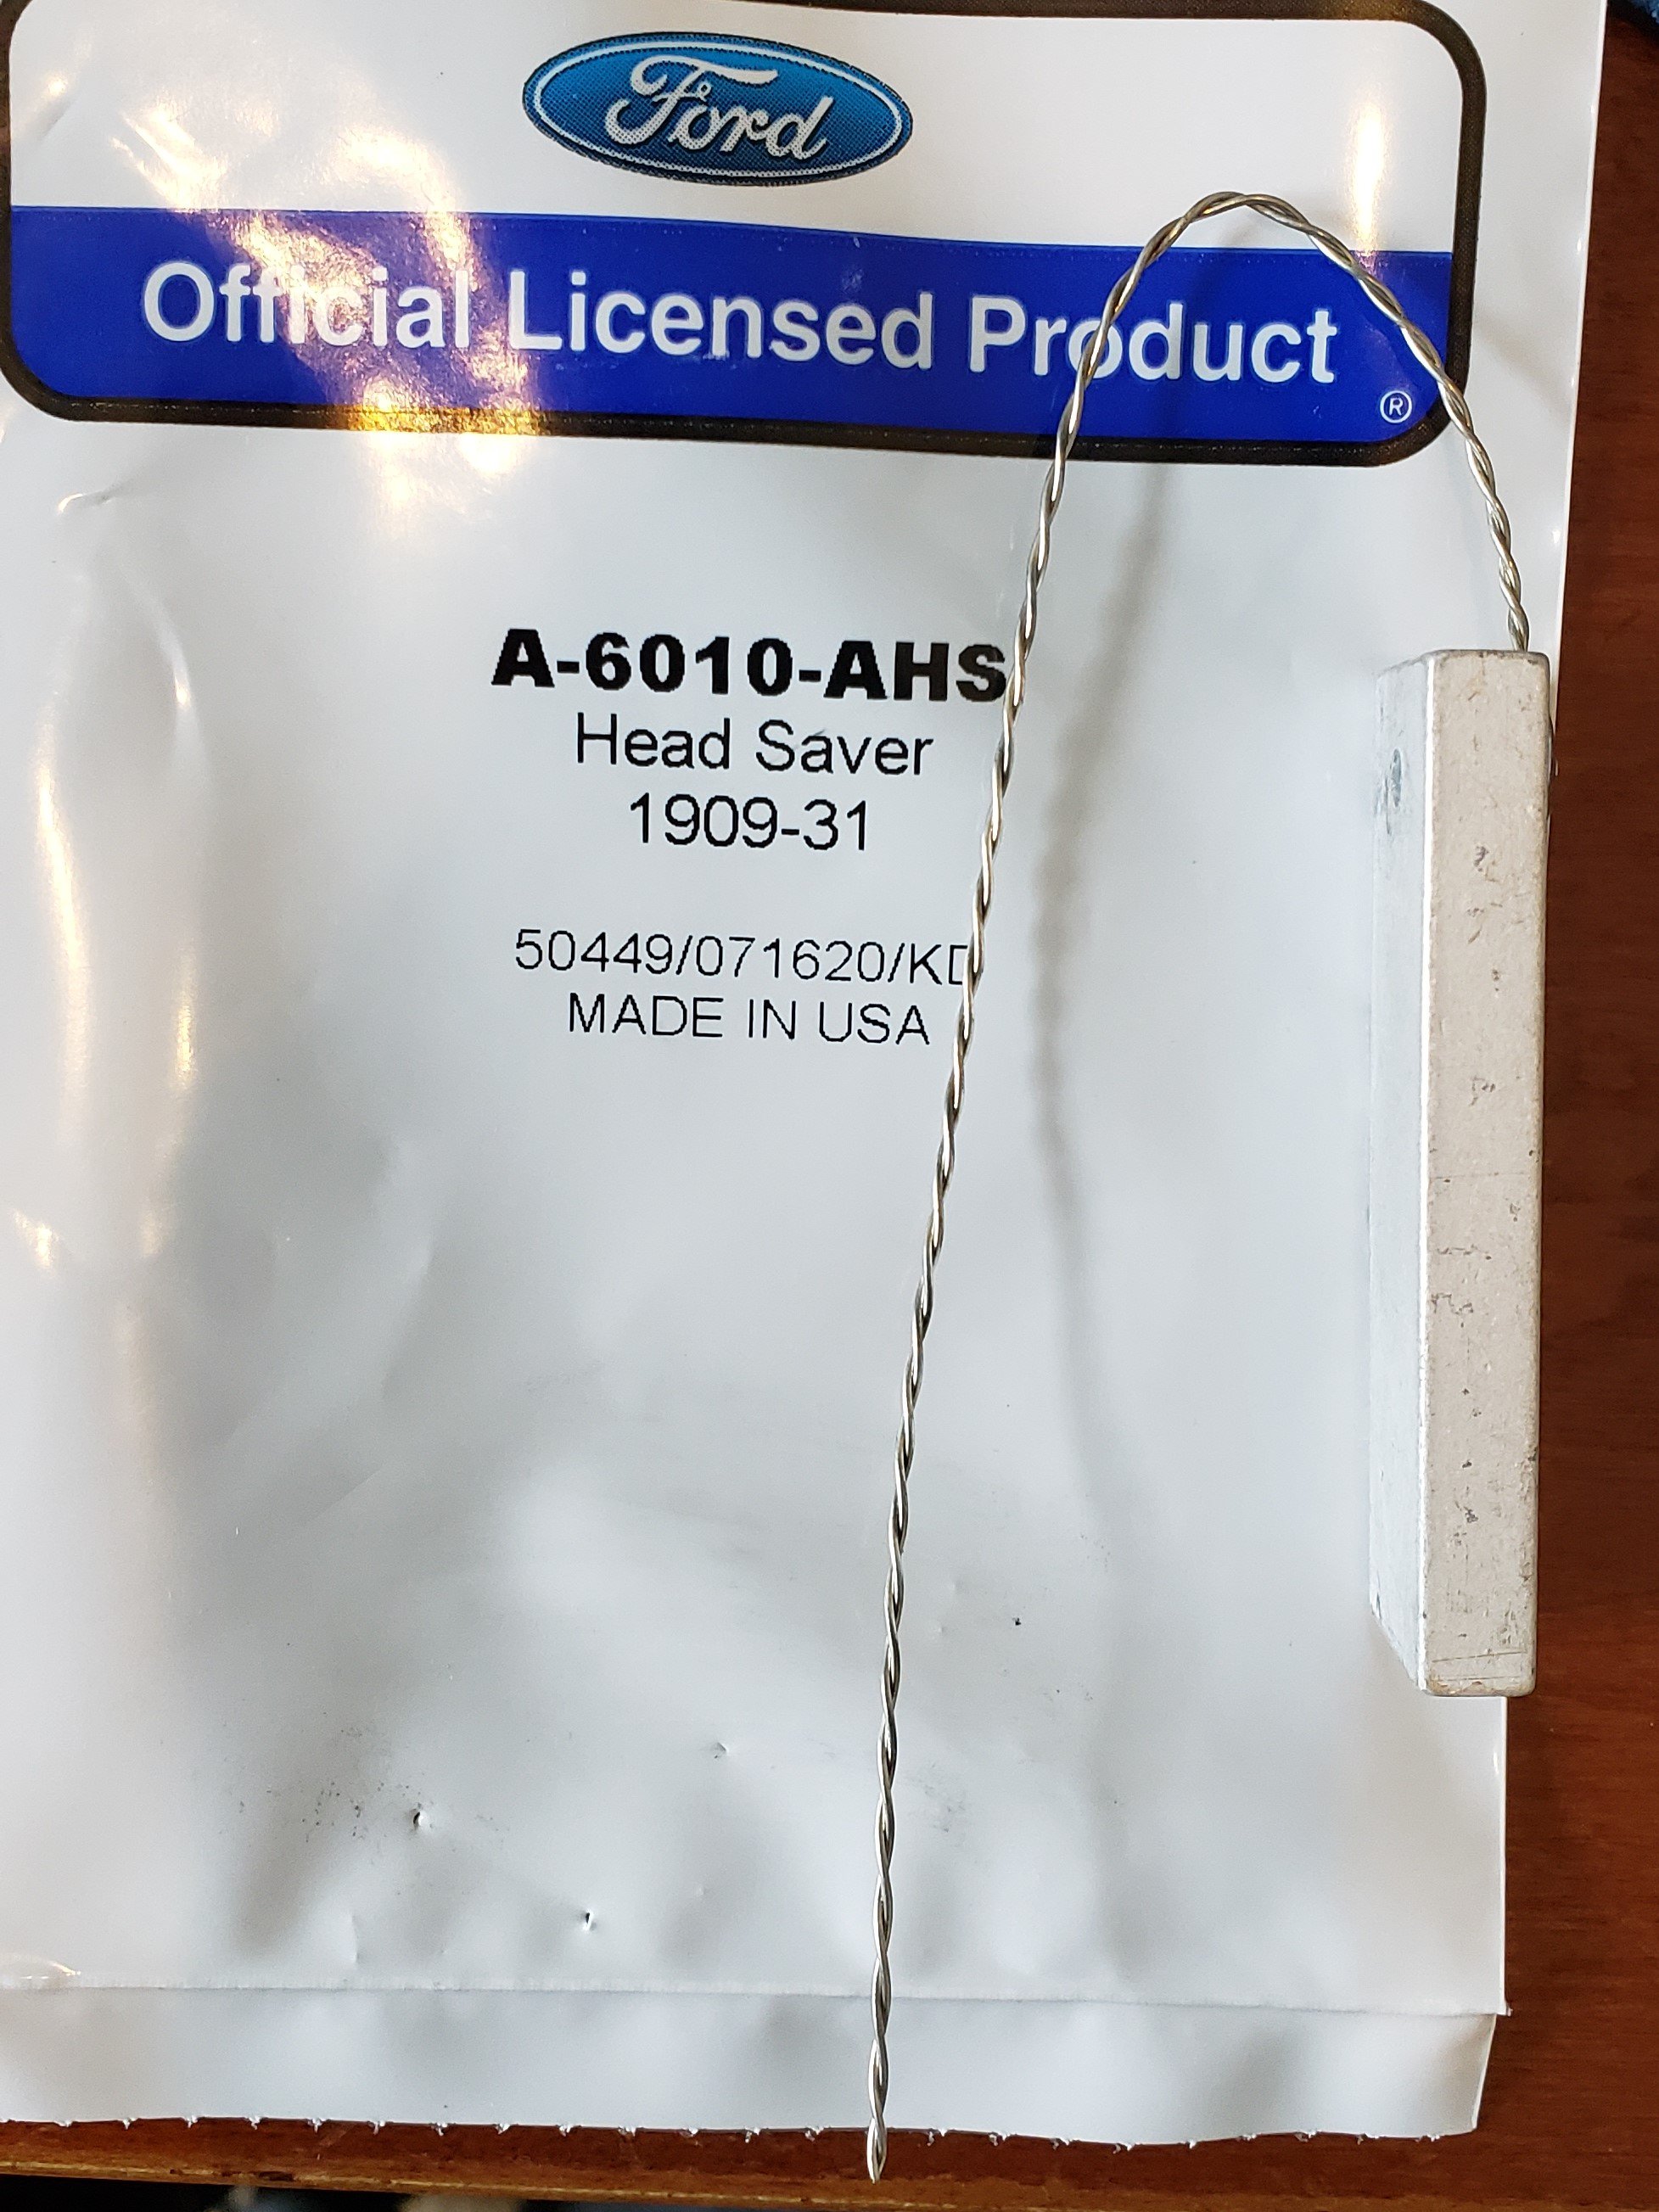 Ford
Official Licensed Product
®
A-6010-AHS
Head Saver
1909-31
50449/071620/KD
MADE IN USA